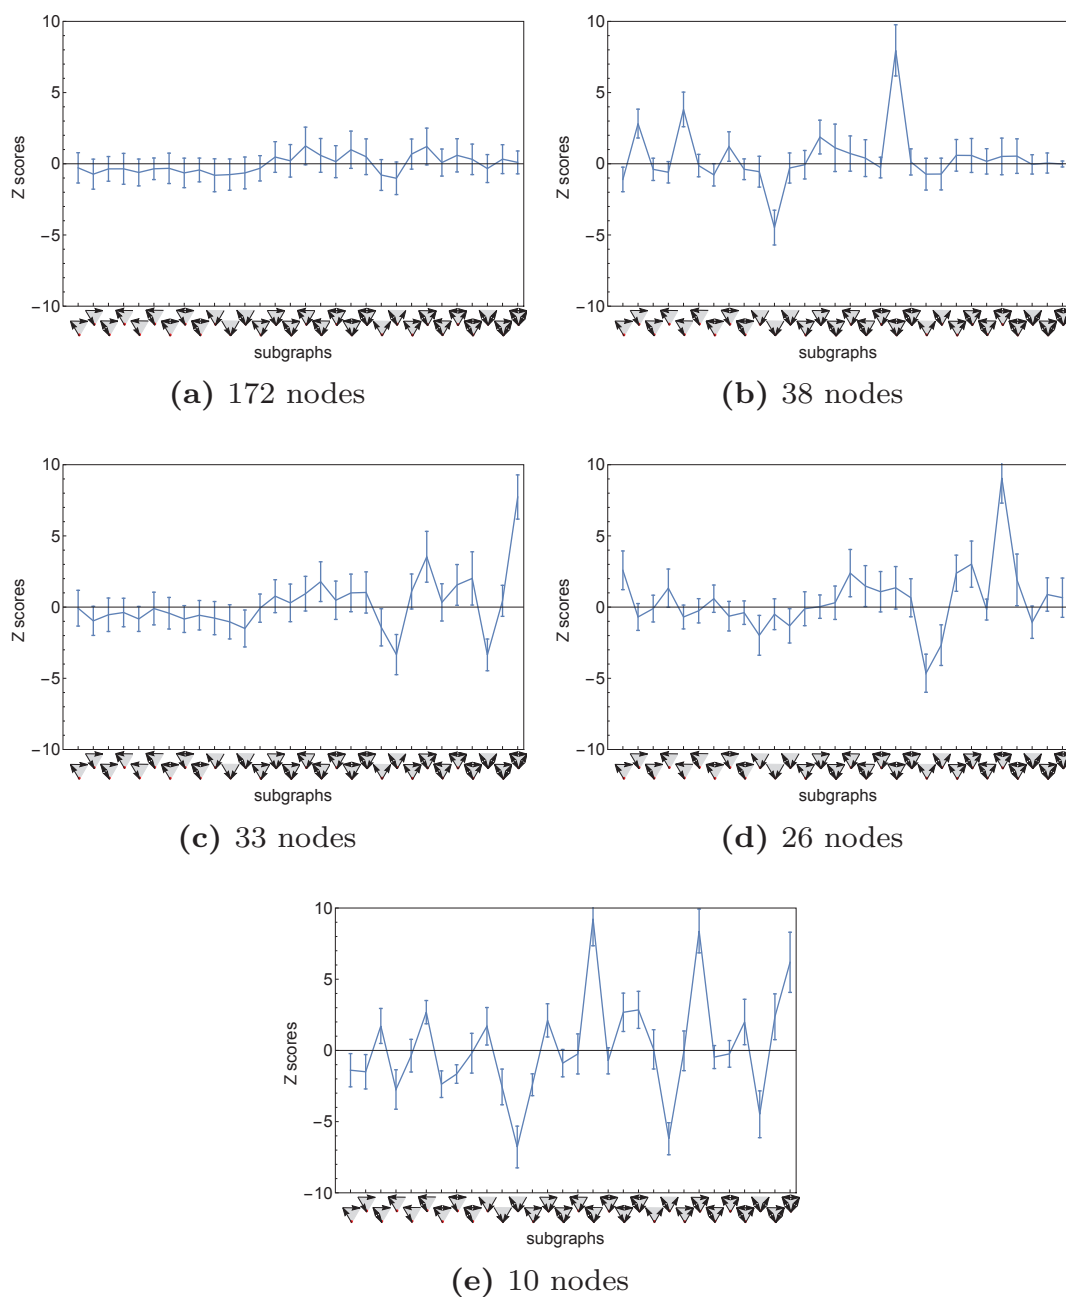 10
10
5
5
Z scores
0
Z scores
0
−5
−5
−10
−10
subgraphs
subgraphs
(a) 172 nodes
(b) 38 nodes
10
10
5
5
Z scores
0
Z scores
0
−5
−5
−10
−10
subgraphs
subgraphs
(c) 33 nodes
(d) 26 nodes
10
5
Z scores
0
−5
−10
subgraphs
(e) 10 nodes